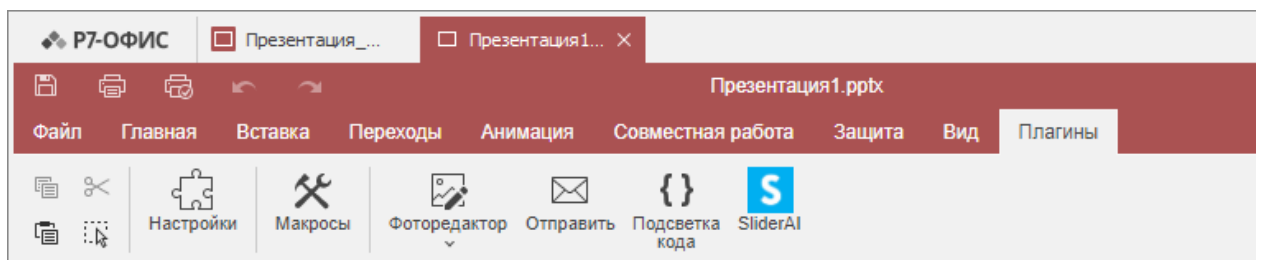 Р7-ОФИС Презентация_... Презентация1...
Презентация1.pptx
Файл Главная Вставка Переходы Анимация Совместная работа Защита Вид Плагины
Настройки Макросы Фоторедактор Отправить Подсветка кода S SliderAI